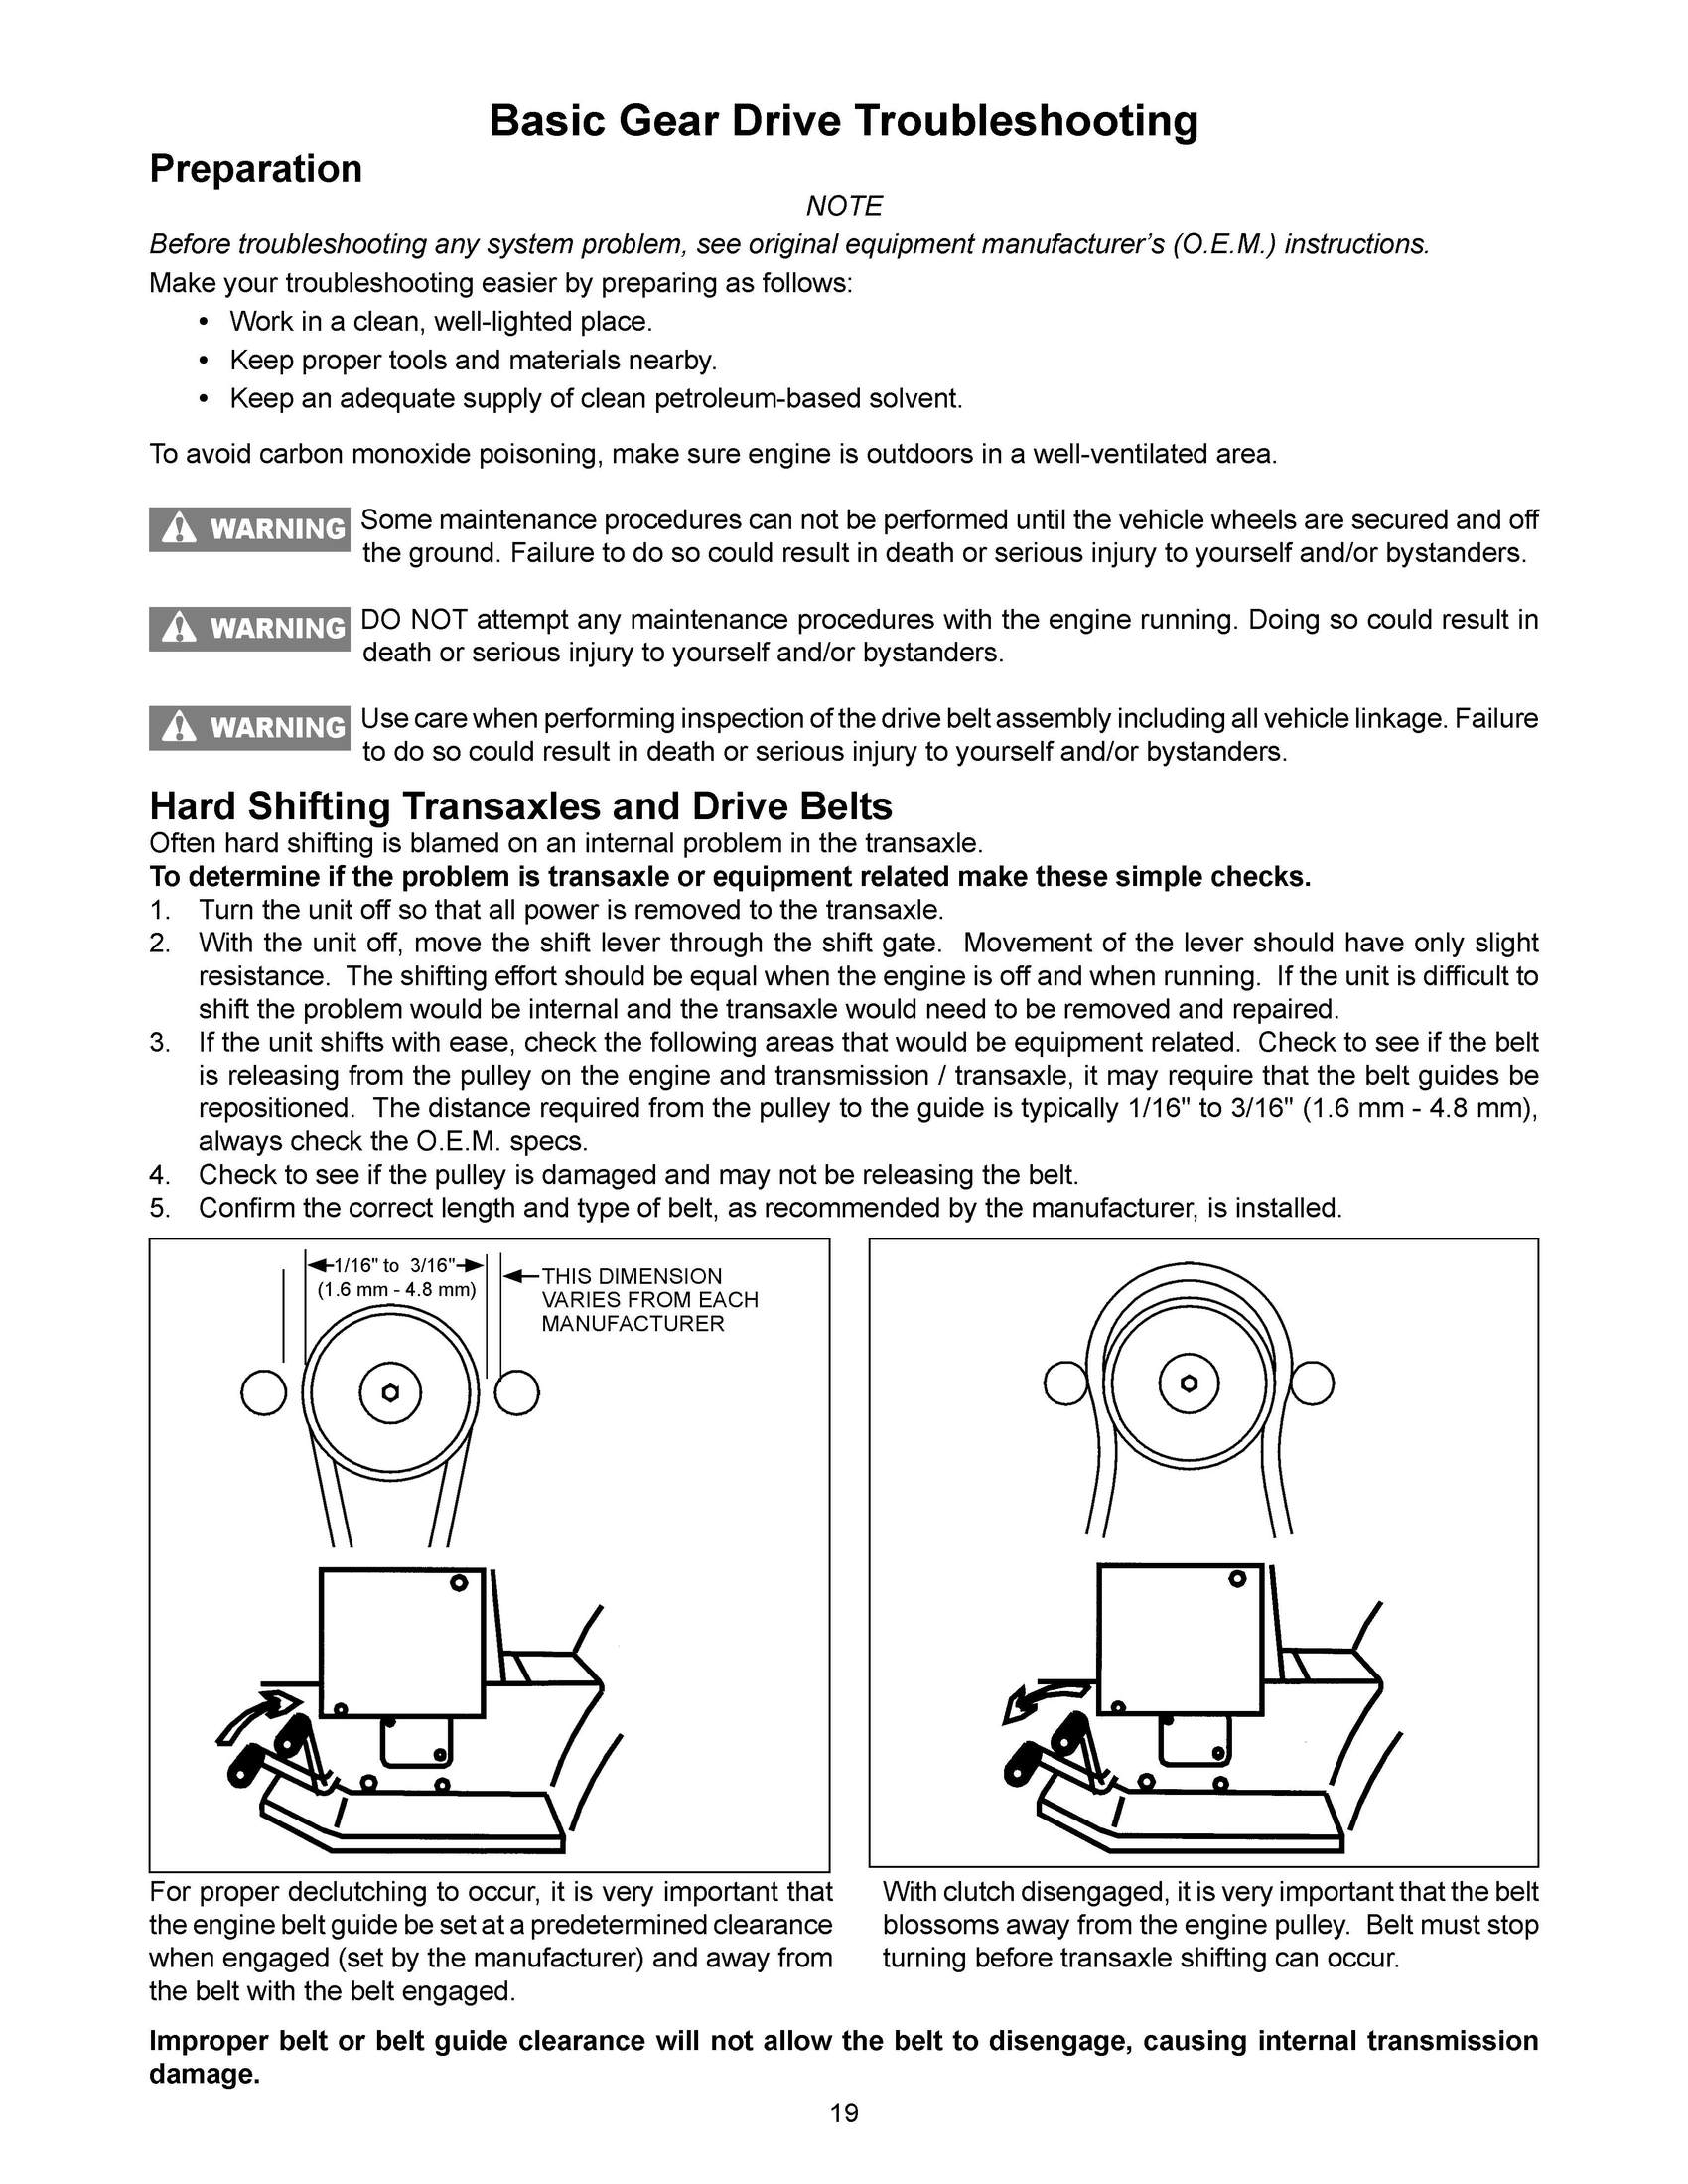 Basic Gear Drive Troubleshooting
Preparation
NOTE
Before troubleshooting any system problem, see original equipment manufacturer’s (O.E.M.) instructions.
Make your troubleshooting easier by preparing as follows:
• Work in a clean, well-lighted place.
• Keep proper tools and materials nearby.
• Keep an adequate supply of clean petroleum-based solvent.
To avoid carbon monoxide poisoning, make sure engine is outdoors in a well-ventilated area.
WARNING Some maintenance procedures can not be performed until the vehicle wheels are secured and off
the ground. Failure to do so could result in death or serious injury to yourself and/or bystanders.
WARNING DO NOT attempt any maintenance procedures with the engine running. Doing so could result in
death or serious injury to yourself and/or bystanders.
WARNING Use care when performing inspection of the drive belt assembly including all vehicle linkage. Failure
to do so could result in death or serious injury to yourself and/or bystanders.
Hard Shifting Transaxles and Drive Belts
Often hard shifting is blamed on an internal problem in the transaxle.
To determine if the problem is transaxle or equipment related make these simple checks.
1. Turn the unit off so that all power is removed to the transaxle.
2. With the unit off, move the shift lever through the shift gate. Movement of the lever should have only slight
resistance. The shifting effort should be equal when the engine is off and when running. If the unit is difficult to
shift the problem would be internal and the transaxle would need to be removed and repaired.
3. If the unit shifts with ease, check the following areas that would be equipment related. Check to see if the belt
is releasing from the pulley on the engine and transmission / transaxle, it may require that the belt guides be
repositioned. The distance required from the pulley to the guide is typically 1/16" to 3/16" (1.6 mm - 4.8 mm),
always check the O.E.M. specs.
4. Check to see if the pulley is damaged and may not be releasing the belt.
5. Confirm the correct length and type of belt, as recommended by the manufacturer, is installed.
1/16" to 3/16"
(1.6 mm - 4.8 mm)
THIS DIMENSION
VARIES FROM EACH
MANUFACTURER
For proper declutching to occur, it is very important that
the engine belt guide be set at a predetermined clearance
when engaged (set by the manufacturer) and away from
the belt with the belt engaged.
With clutch disengaged, it is very important that the belt
blossoms away from the engine pulley. Belt must stop
turning before transaxle shifting can occur.
Improper belt or belt guide clearance will not allow the belt to disengage, causing internal transmission
damage.
19